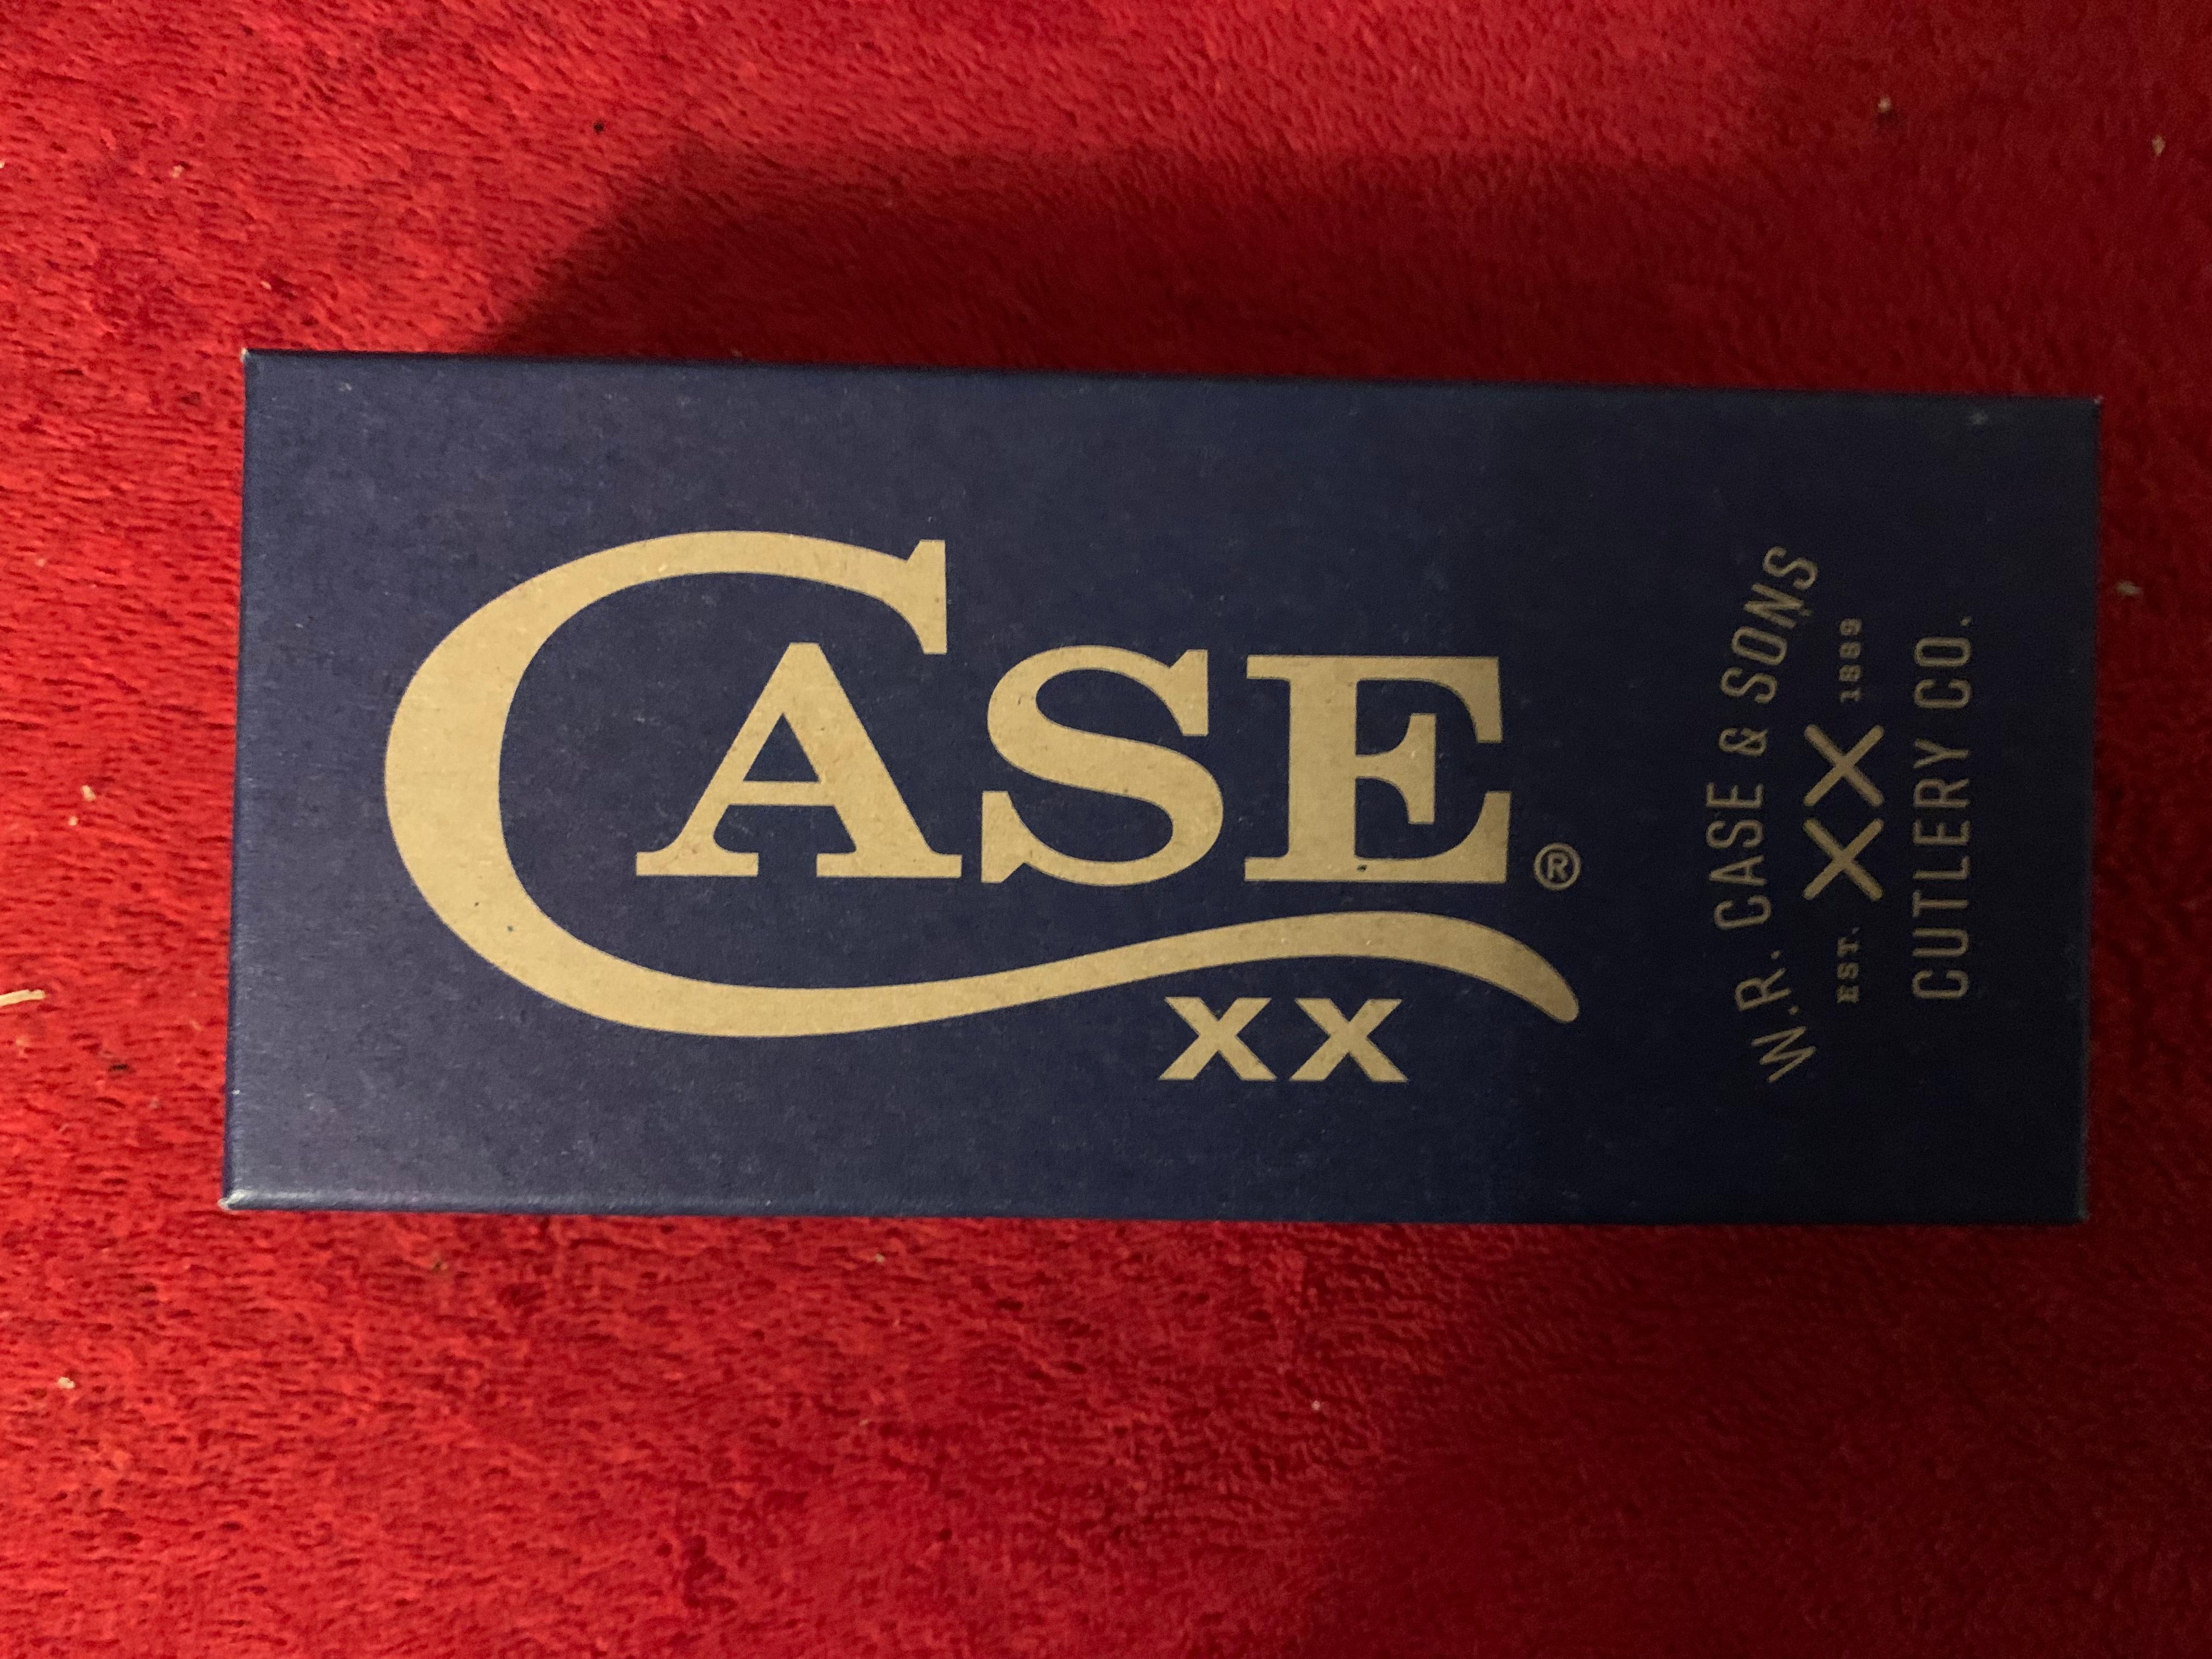 CASE®
XX
W.R. CASE & SONS
EST. XX 1889
CUTLERY CO.